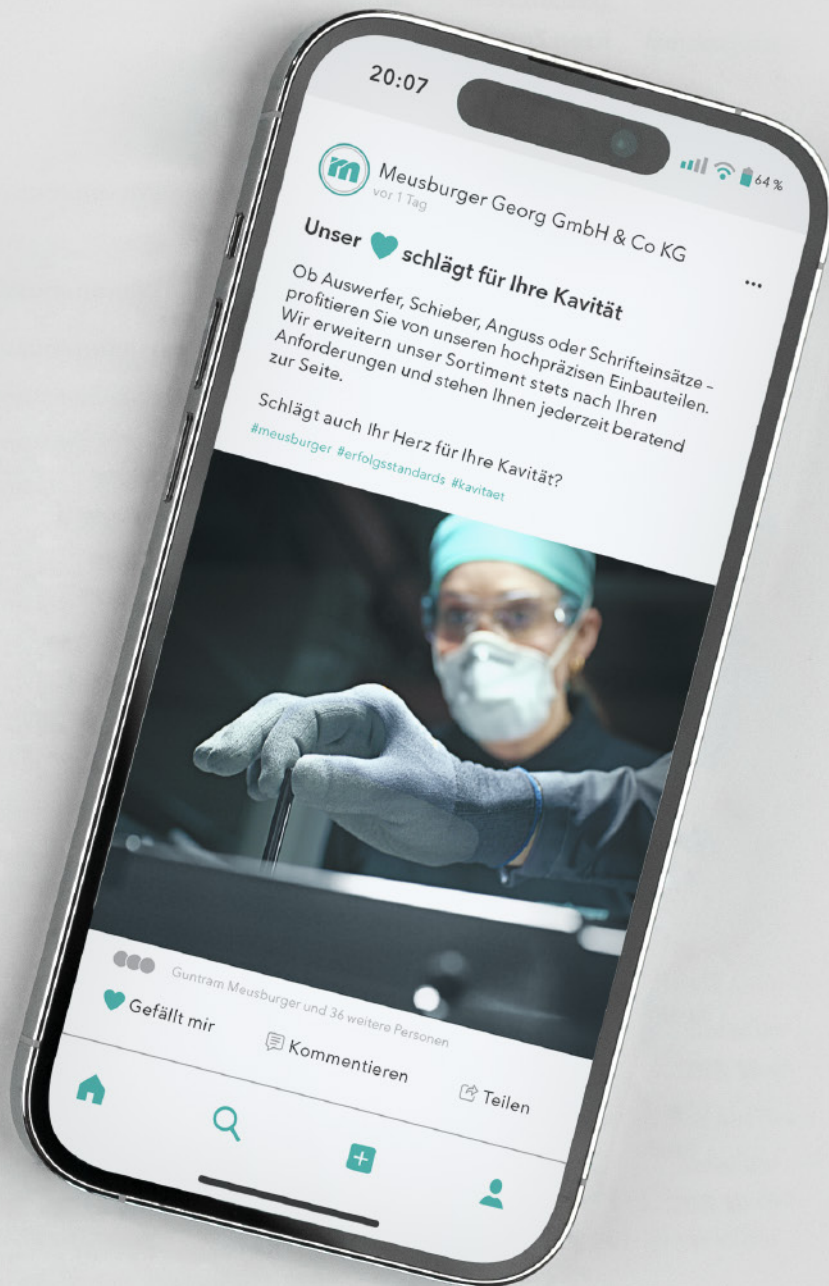 20:07
64 %
m
Meusburger Georg GmbH & Co KG
vor 1 Tag
Unser schlägt für Ihre Kavität
Ob Auswerfer, Schieber, Anguss oder Schrifteinsätze –
profitieren Sie von unseren hochpräzisen Einbauteilen.
Wir erweitern unser Sortiment stets nach Ihren
Anforderungen und stehen Ihnen jederzeit beratend
zur Seite.
Schlägt auch Ihr Herz für Ihre Kavität?
#meusburger #erfolgsstandards #kavitaet
Guntram Meusburger und 36 weitere Personen
Gefällt mir
Kommentieren
Teilen